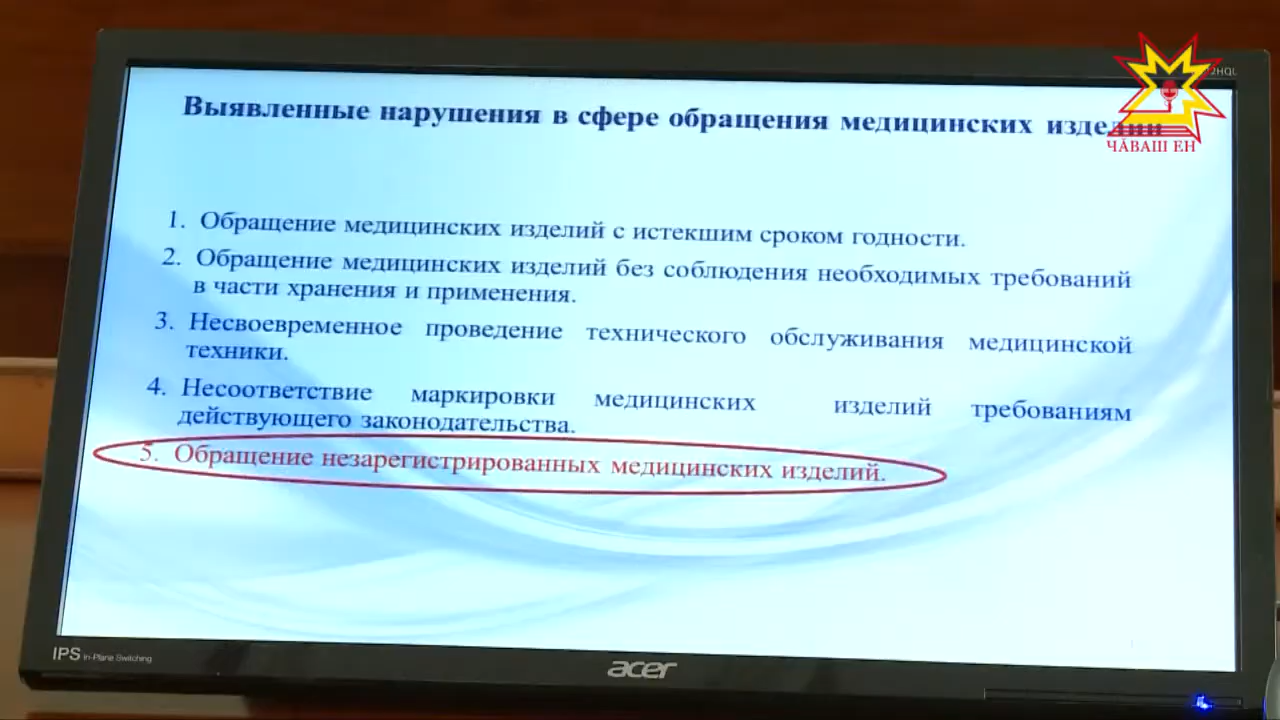 2HQL
ЧӐВАШ ЕН
Выявленные нарушения в сфере обращения медицинских изделий
1. Обращение медицинских изделий с истекшим сроком годности.
2. Обращение медицинских изделий без соблюдения необходимых требований
в части хранения и применения.
3. Несвоевременное проведение технического обслуживания медицинской
техники.
4. Несоответствие маркировки медицинских изделий требованиям
действующего законодательства.
5. Обращение незарегистрированных медицинских изделий.
IPS In-Plane Switching
acer